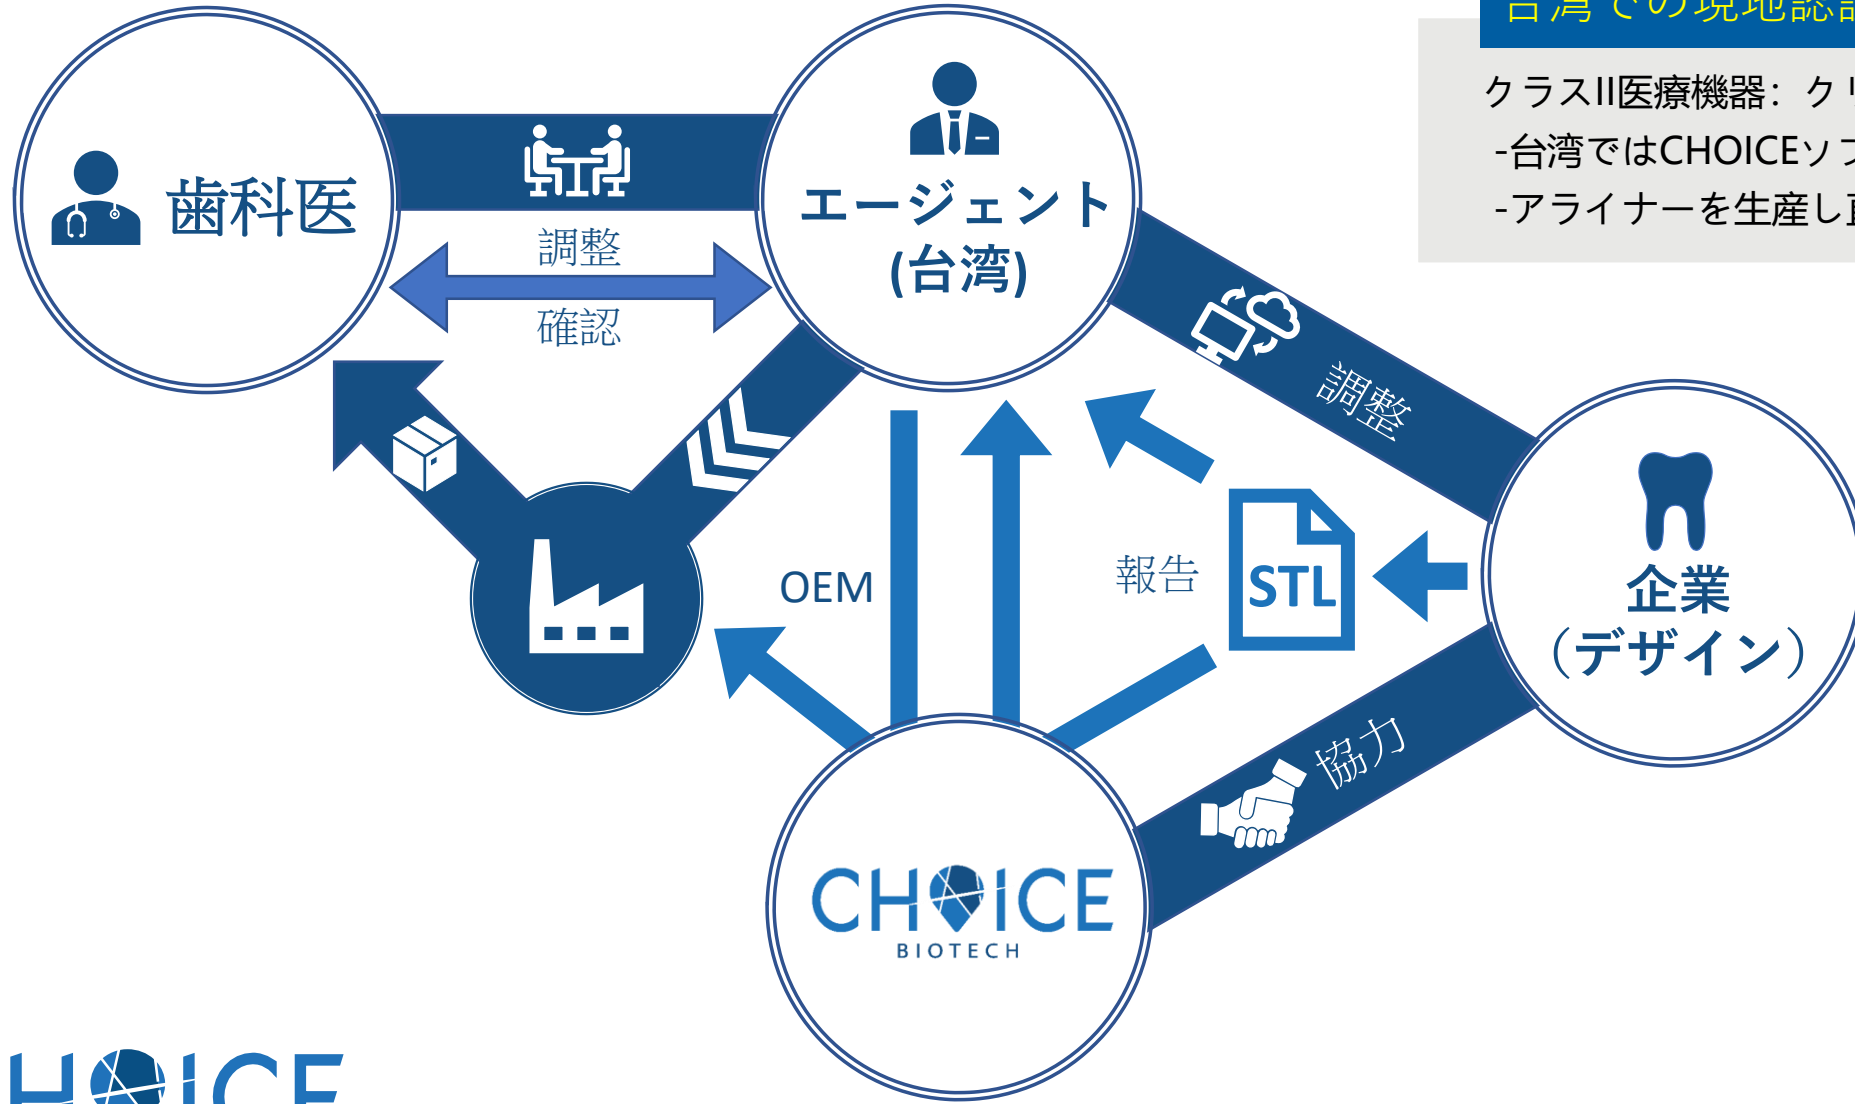 台湾での現地認
クラスII医療機器：ク
-台湾ではCHOICEソフ
-アライナーを生産し
歯科医
エージェント
(台湾)
調整
確認
調整
OEM
報告
STL
企業
（デザイン）
協力
CHOICE
BIOTECH
HOICE